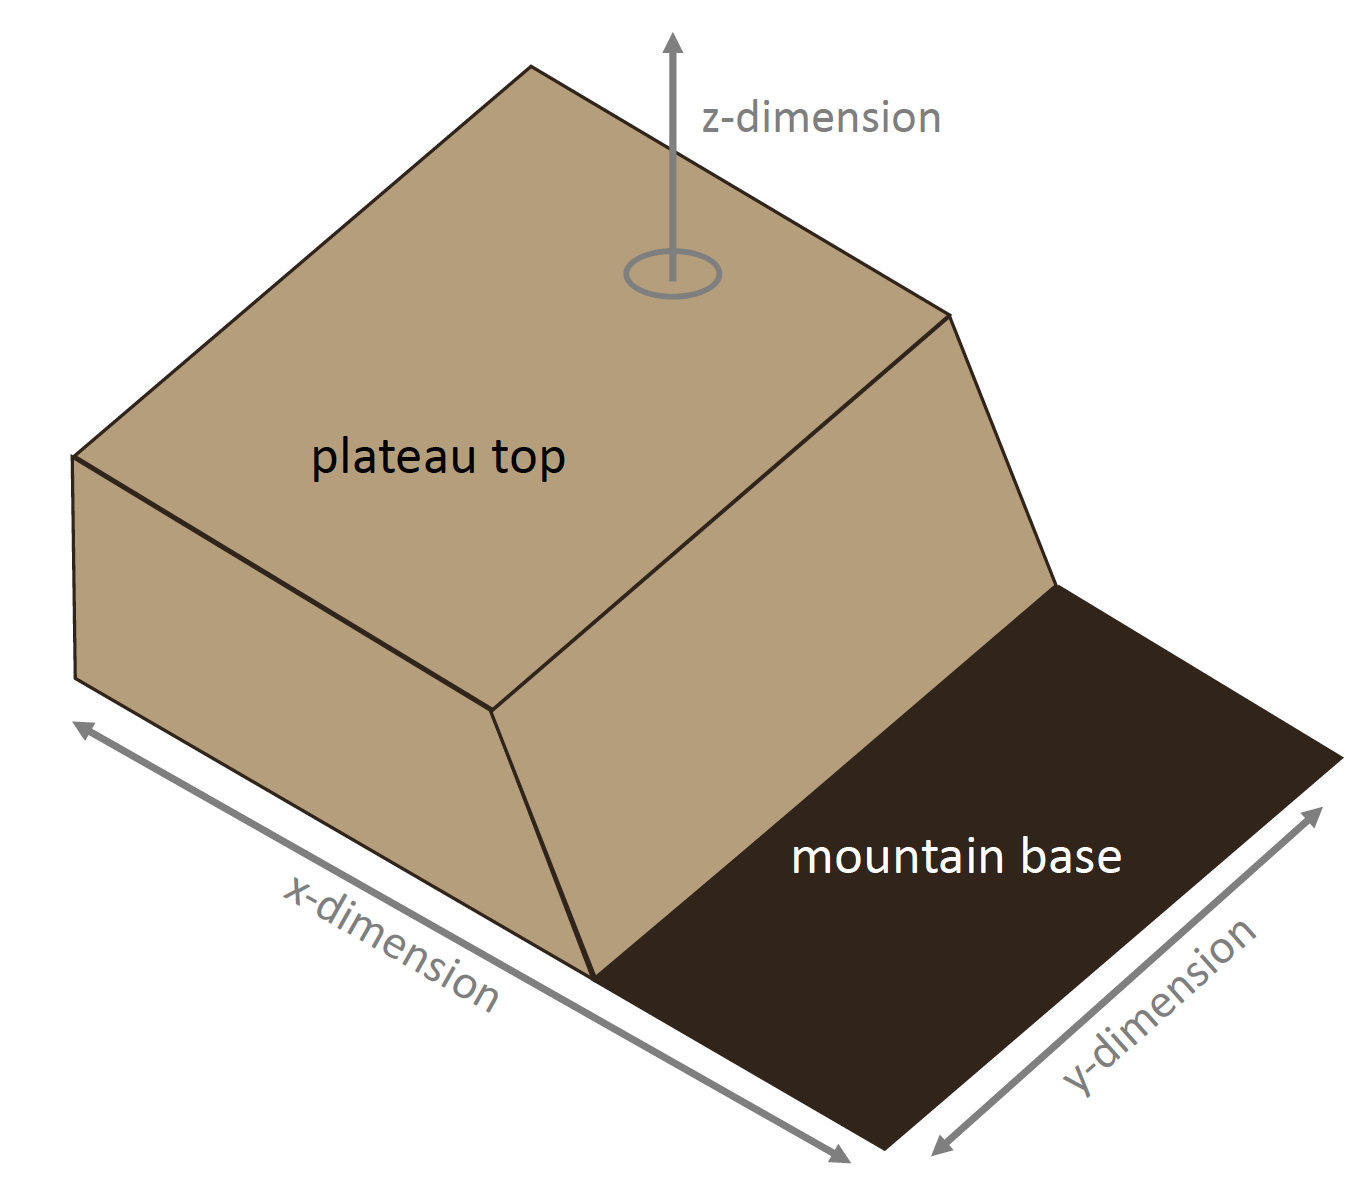 z-dimension
plateau top
mountain base
x-dimension
y-dimension